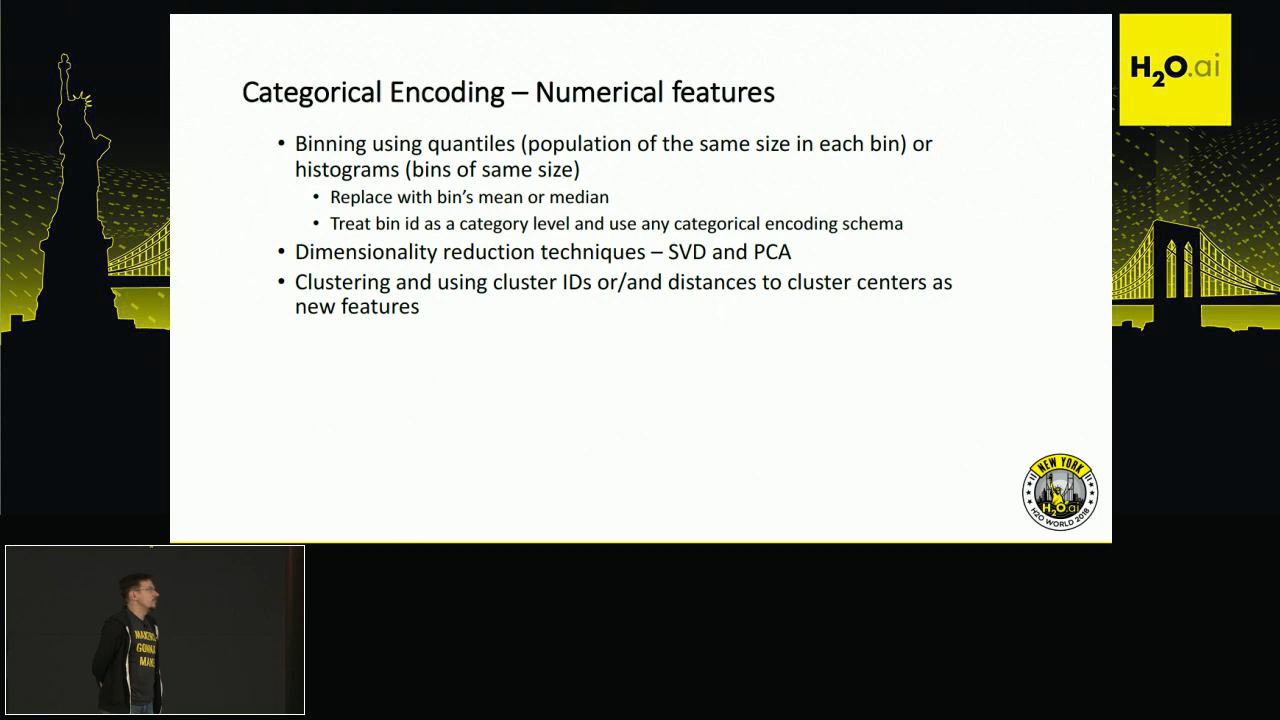 H2O.ai
Categorical Encoding – Numerical features
• Binning using quantiles (population of the same size in each bin) or
histograms (bins of same size)
• Replace with bin's mean or median
• Treat bin id as a category level and use any categorical encoding schema
• Dimensionality reduction techniques – SVD and PCA
• Clustering and using cluster IDs or/and distances to cluster centers as
new features
NEW YORK
H2O.ai
H2O WORLD 2018